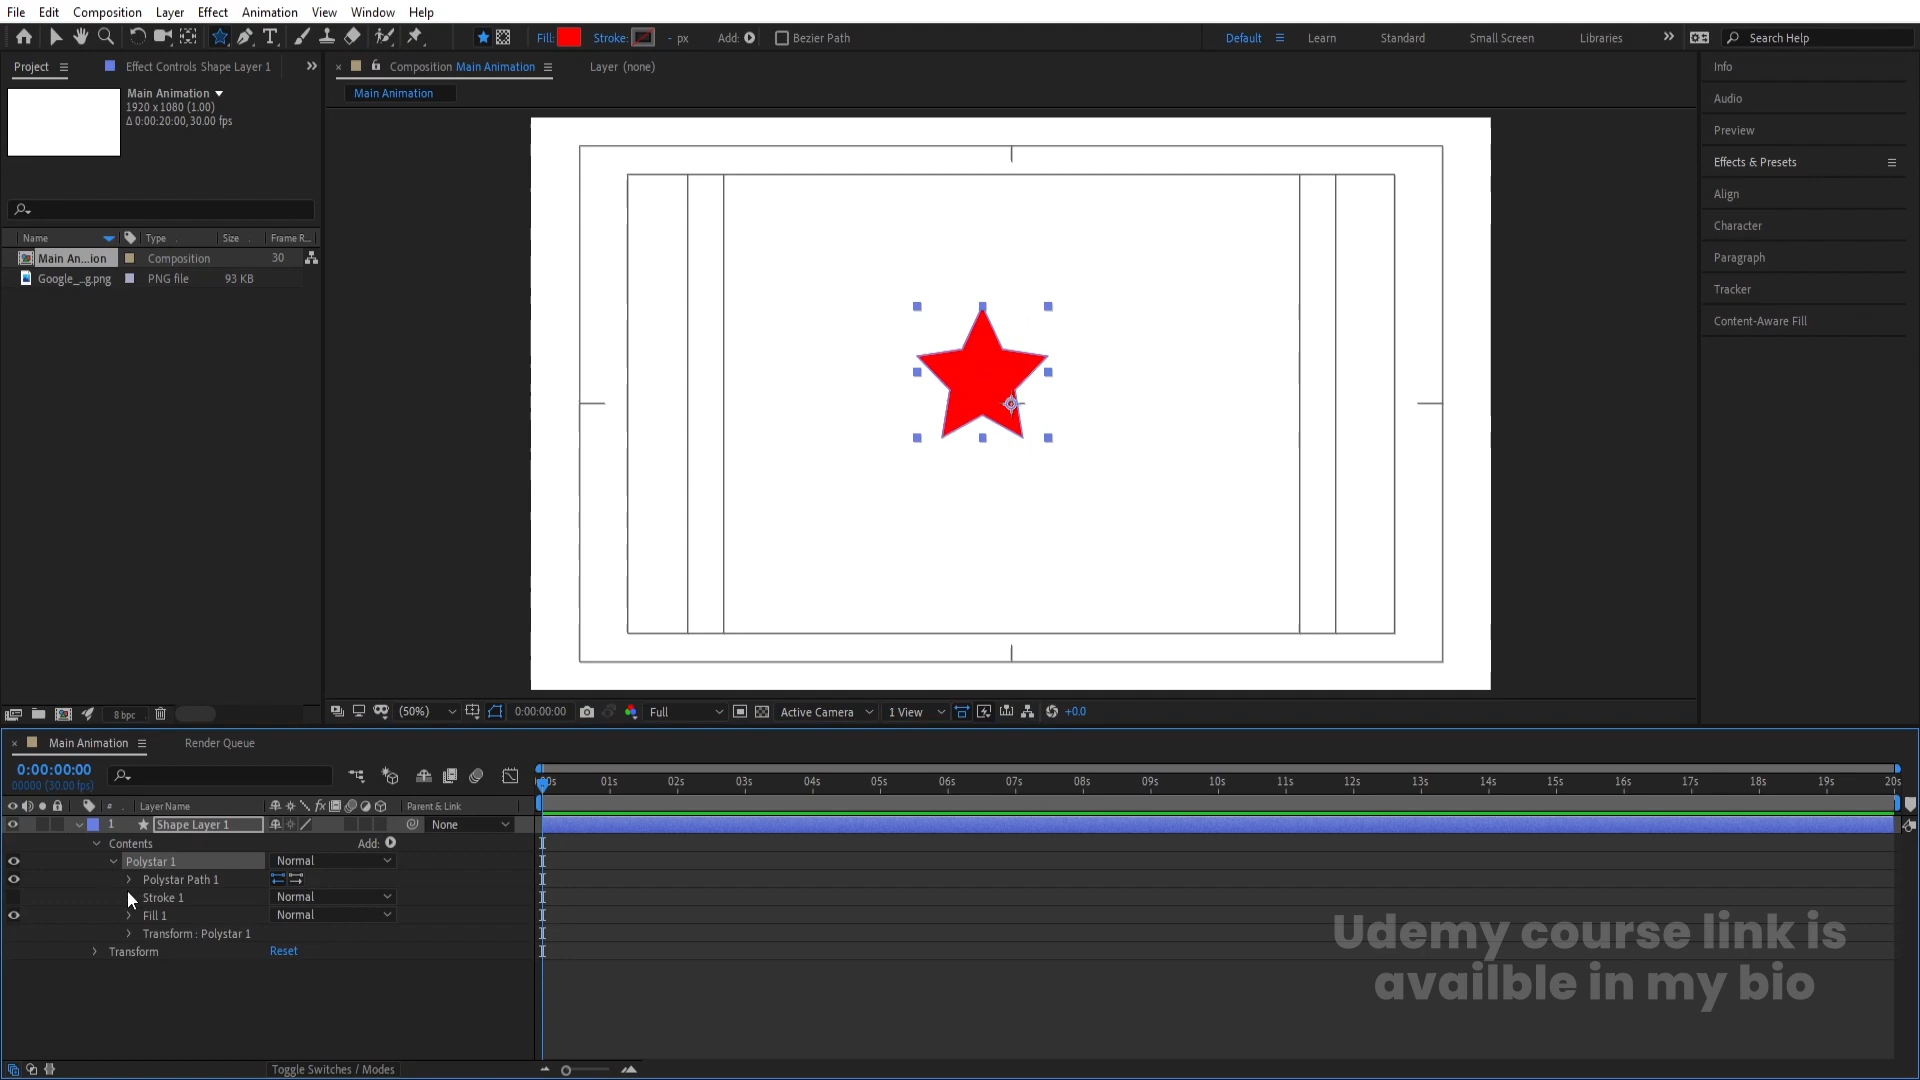 File Edit Composition Layer Effect Animation View Window Help
Fill: Stroke: - px Add: Bezier Path Default Learn Standard Small Screen Libraries Search Help
Project Effect Controls Shape Layer 1 Composition Main Animation Layer (none) Info
Main Animation
Main Animation
1920 x 1080 (1.00)
Δ 0:00:20:00, 30.00 fps
Audio
Preview
Effects & Presets
Align
Character
Paragraph
Tracker
Content-Aware Fill
Name Type Size Frame R...
Main An...ion Composition 30
Google_...g.png PNG file 93 KB
8 bpc (50%) 0:00:00:00 Full Active Camera 1 View +0.0
Main Animation Render Queue
0:00:00:00
00000 (30.00 fps)
:00s 01s 02s 03s 04s 05s 06s 07s 08s 09s 10s 11s 12s 13s 14s 15s 16s 17s 18s 19s 20s
# Layer Name fx Parent & Link
1 Shape Layer 1 None
Contents Add:
Polystar 1 Normal
Polystar Path 1
Stroke 1 Normal
Fill 1 Normal
Transform : Polystar 1
Transform Reset
Udemy course link is
availble in my bio
Toggle Switches / Modes